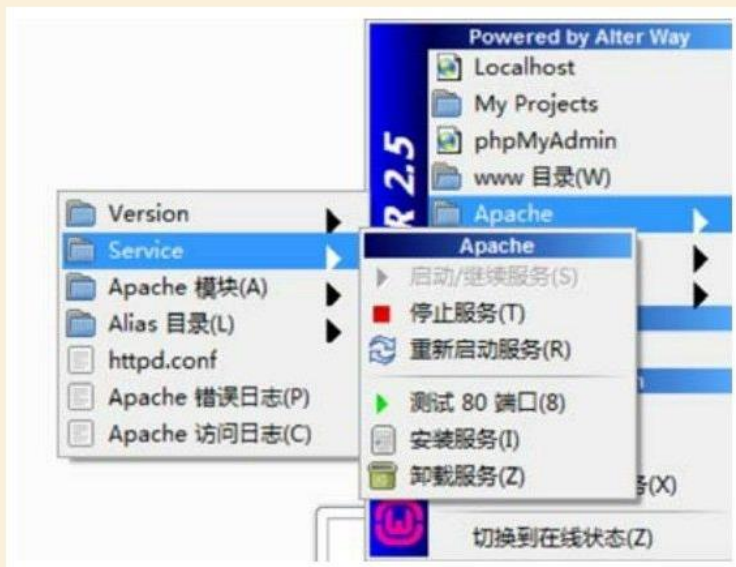 Powered by Alter Way
Localhost
My Projects
phpMyAdmin
www 目录(W)
Apache
R 2.5
Version
Service
Apache 模块(A)
Alias 目录(L)
httpd.conf
Apache 错误日志(P)
Apache 访问日志(C)
Apache
启动/继续服务(S)
停止服务(T)
重新启动服务(R)
测试 80 端口(8)
安装服务(I)
卸载服务(Z)
(X)
切换到在线状态(Z)